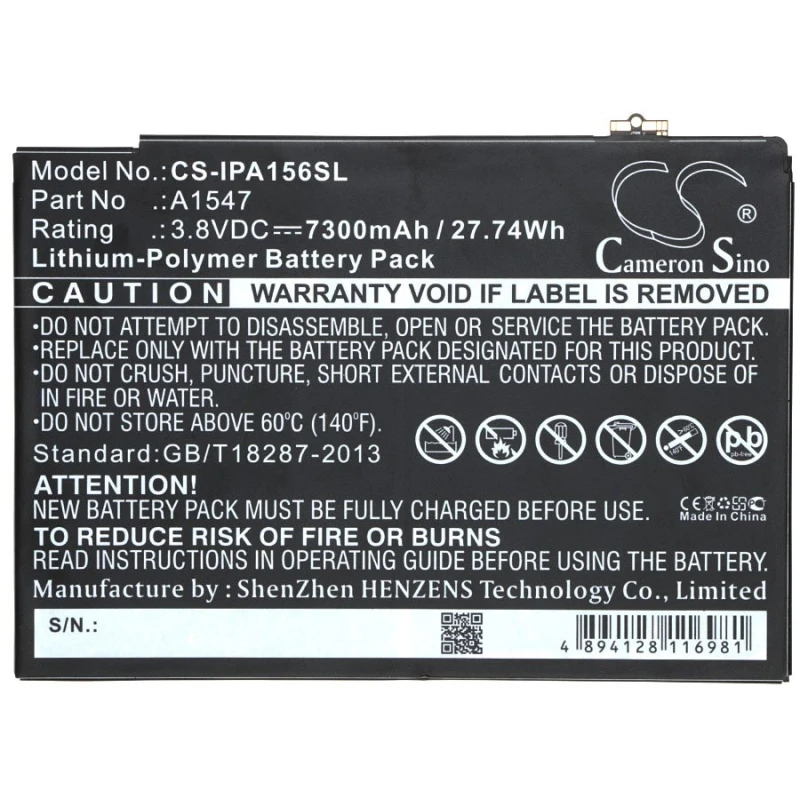 Model No.: CS-IPA156SL
Part No .:A1547
Rating .:3.8VDC⎓7300mAh / 27.74Wh
Lithium-Polymer Battery Pack
Cameron Sino
®
CAUTION WARRANTY VOID IF LABEL IS REMOVED
•DO NOT ATTEMPT TO DISASSEMBLE, OPEN OR SERVICE THE BATTERY PACK.
•REPLACE ONLY WITH THE BATTERY PACK DESIGNATED FOR THIS PRODUCT.
•DO NOT CRUSH, PUNCTURE, SHORT EXTERNAL CONTACTS OR DISPOSE OF
IN FIRE OR WATER.
•DO NOT STORE ABOVE 60ºC (140ºF).
Standard: GB/T18287-2013
pb
ATTENTION!
NEW BATTERY PACK MUST BE FULLY CHARGED BEFORE USE.
CE
Made In China
TO REDUCE RISK OF FIRE OR BURNS
READ INSTRUCTIONS IN OPERATING GUIDE BEFORE USING THE BATTERY.
Manufactured by : ShenZhen HENZENS Technology Co., Limited
S/N.:
4 894128 116981